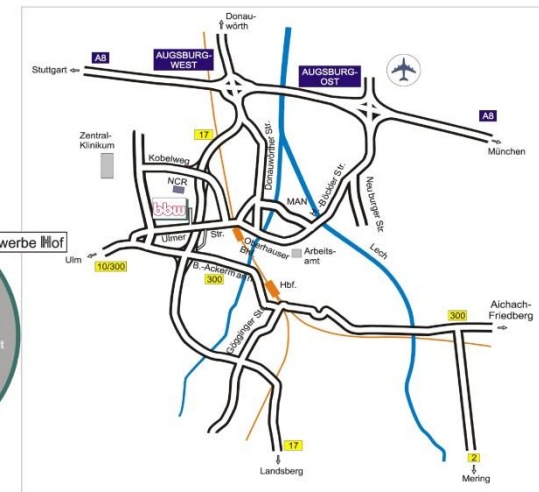 Donau-
wörth
A8
AUGSBURG-
WEST
Stuttgart
AUGSBURG-
OST
A8
München
17
Zentral-
Klinikum
Kobelweg
Donauwörther Str.
NCR
MAN
-Böckler Str.
Neuburger Str.
bbw
Ulmer
Str.
Oberhauser
Bhf.
Arbeits-
amt
Lech
werbe Hof
Ulm
10/300
B.-Ackermann
300
Hbf.
Gögginger Str.
300
Aichach-
Friedberg
17
Landsberg
2
Mering